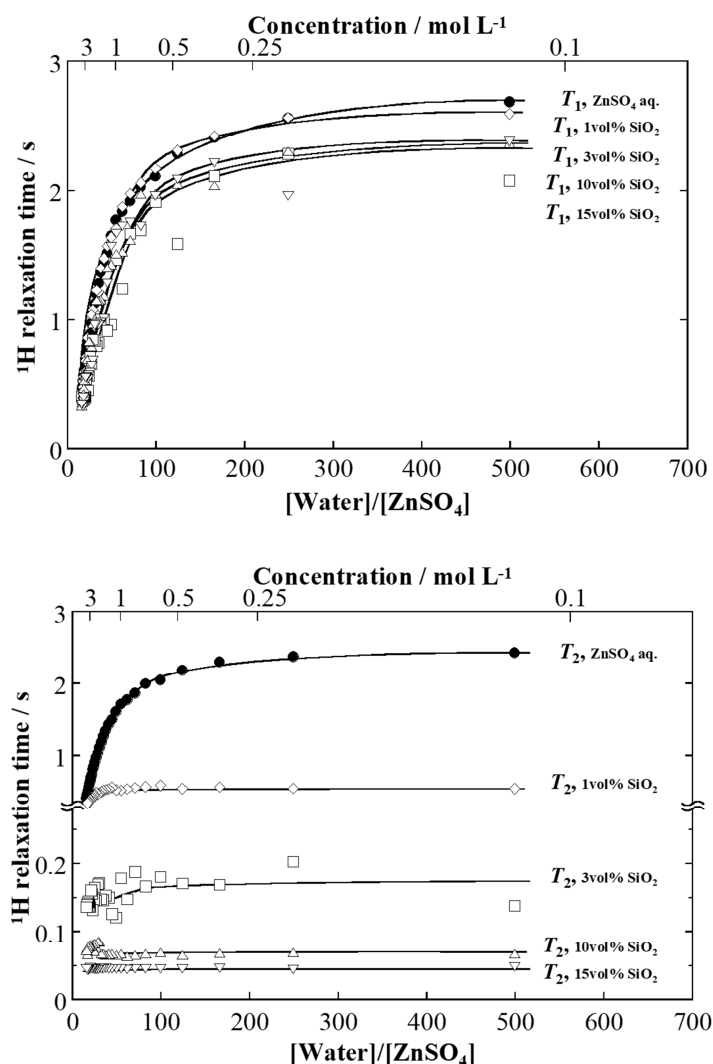 Concentration / mol L⁻¹
3 1 0.5 0.25 0.1
3
2
1
0
¹H relaxation time / s
T₁, ZnSO₄ aq.
T₁, 1vol% SiO₂
T₁, 3vol% SiO₂
T₁, 10vol% SiO₂
T₁, 15vol% SiO₂
0 100 200 300 400 500 600 700
[Water]/[ZnSO₄]
Concentration / mol L⁻¹
3 1 0.5 0.25 0.1
3
2
1
0.2
0.1
0
¹H relaxation time / s
T₂, ZnSO₄ aq.
T₂, 1vol% SiO₂
T₂, 3vol% SiO₂
T₂, 10vol% SiO₂
T₂, 15vol% SiO₂
0 100 200 300 400 500 600 700
[Water]/[ZnSO₄]